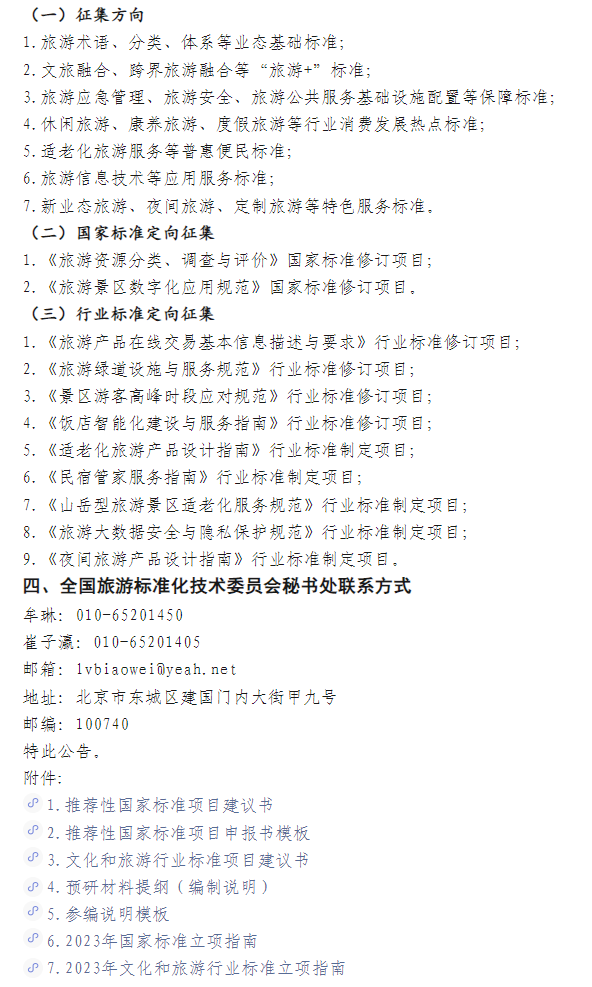 （一）征集方向
1.旅游术语、分类、体系等业态基础标准；
2.文旅融合、跨界旅游融合等“旅游+”标准；
3.旅游应急管理、旅游安全、旅游公共服务基础设施配置等保障标准；
4.休闲旅游、康养旅游、度假旅游等行业消费发展热点标准；
5.适老化旅游服务等普惠便民标准；
6.旅游信息技术等应用服务标准；
7.新业态旅游、夜间旅游、定制旅游等特色服务标准。
（二）国家标准定向征集
1.《旅游资源分类、调查与评价》国家标准修订项目；
2.《旅游景区数字化应用规范》国家标准修订项目。
（三）行业标准定向征集
1.《旅游产品在线交易基本信息描述与要求》行业标准修订项目；
2.《旅游绿道设施与服务规范》行业标准修订项目；
3.《景区游客高峰时段应对规范》行业标准修订项目；
4.《饭店智能化建设与服务指南》行业标准修订项目；
5.《适老化旅游产品设计指南》行业标准制定项目；
6.《民宿管家服务指南》行业标准制定项目；
7.《山岳型旅游景区适老化服务规范》行业标准制定项目；
8.《旅游大数据安全与隐私保护规范》行业标准制定项目；
9.《夜间旅游产品设计指南》行业标准制定项目。
四、全国旅游标准化技术委员会秘书处联系方式
牟琳：010-65201450
崔子瀛：010-65201405
邮箱：lvbiaowei@yeah.net
地址：北京市东城区建国门内大街甲九号
邮编：100740
特此公告。
附件：
1.推荐性国家标准项目建议书
2.推荐性国家标准项目申报书模板
3.文化和旅游行业标准项目建议书
4.预研材料提纲（编制说明）
5.参编说明模板
6.2023年国家标准立项指南
7.2023年文化和旅游行业标准立项指南